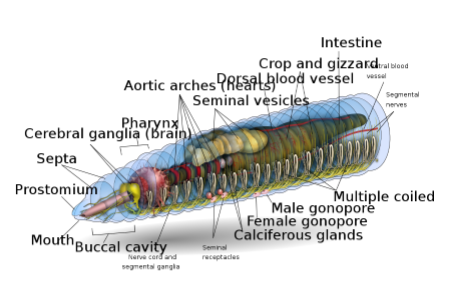 Intestine
Crop and gizzard
Ventral blood
vessel
Dorsal blood vessel
Aortic arches (hearts)
Seminal vesicles
Segmental
nerves
Pharynx
Cerebral ganglia (brain)
Septa
Prostomium
Multiple coiled
Male gonopore
Female gonopore
Calciferous glands
Mouth
Buccal cavity
Seminal
receptacles
Nerve cord and
segmental ganglia